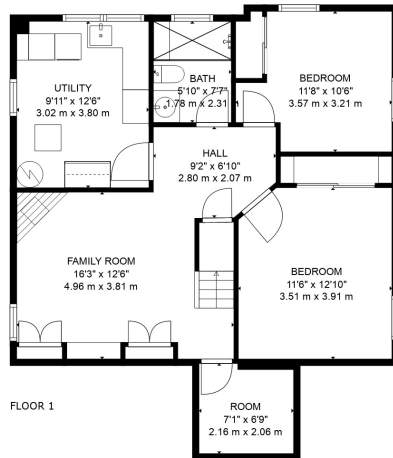 UTILITY
9'11" x 12'6"
3.02 m x 3.80 m
BATH
5'10" x 7'7"
1.78 m x 2.31
BEDROOM
11'8" x 10'6"
3.57 m x 3.21 m
HALL
9'2" x 6'10"
2.80 m x 2.07 m
FAMILY ROOM
16'3" x 12'6"
4.96 m x 3.81 m
BEDROOM
11'6" x 12'10"
3.51 m x 3.91 m
FLOOR 1
ROOM
7'1" x 6'9"
2.16 m x 2.06 m